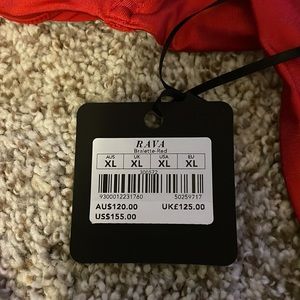 RAVA
Bralette-Red
AUS UK USA EU
XL XL XL XL
9300012231760 50259717
AU$120.00 UK£125.00
US$155.00